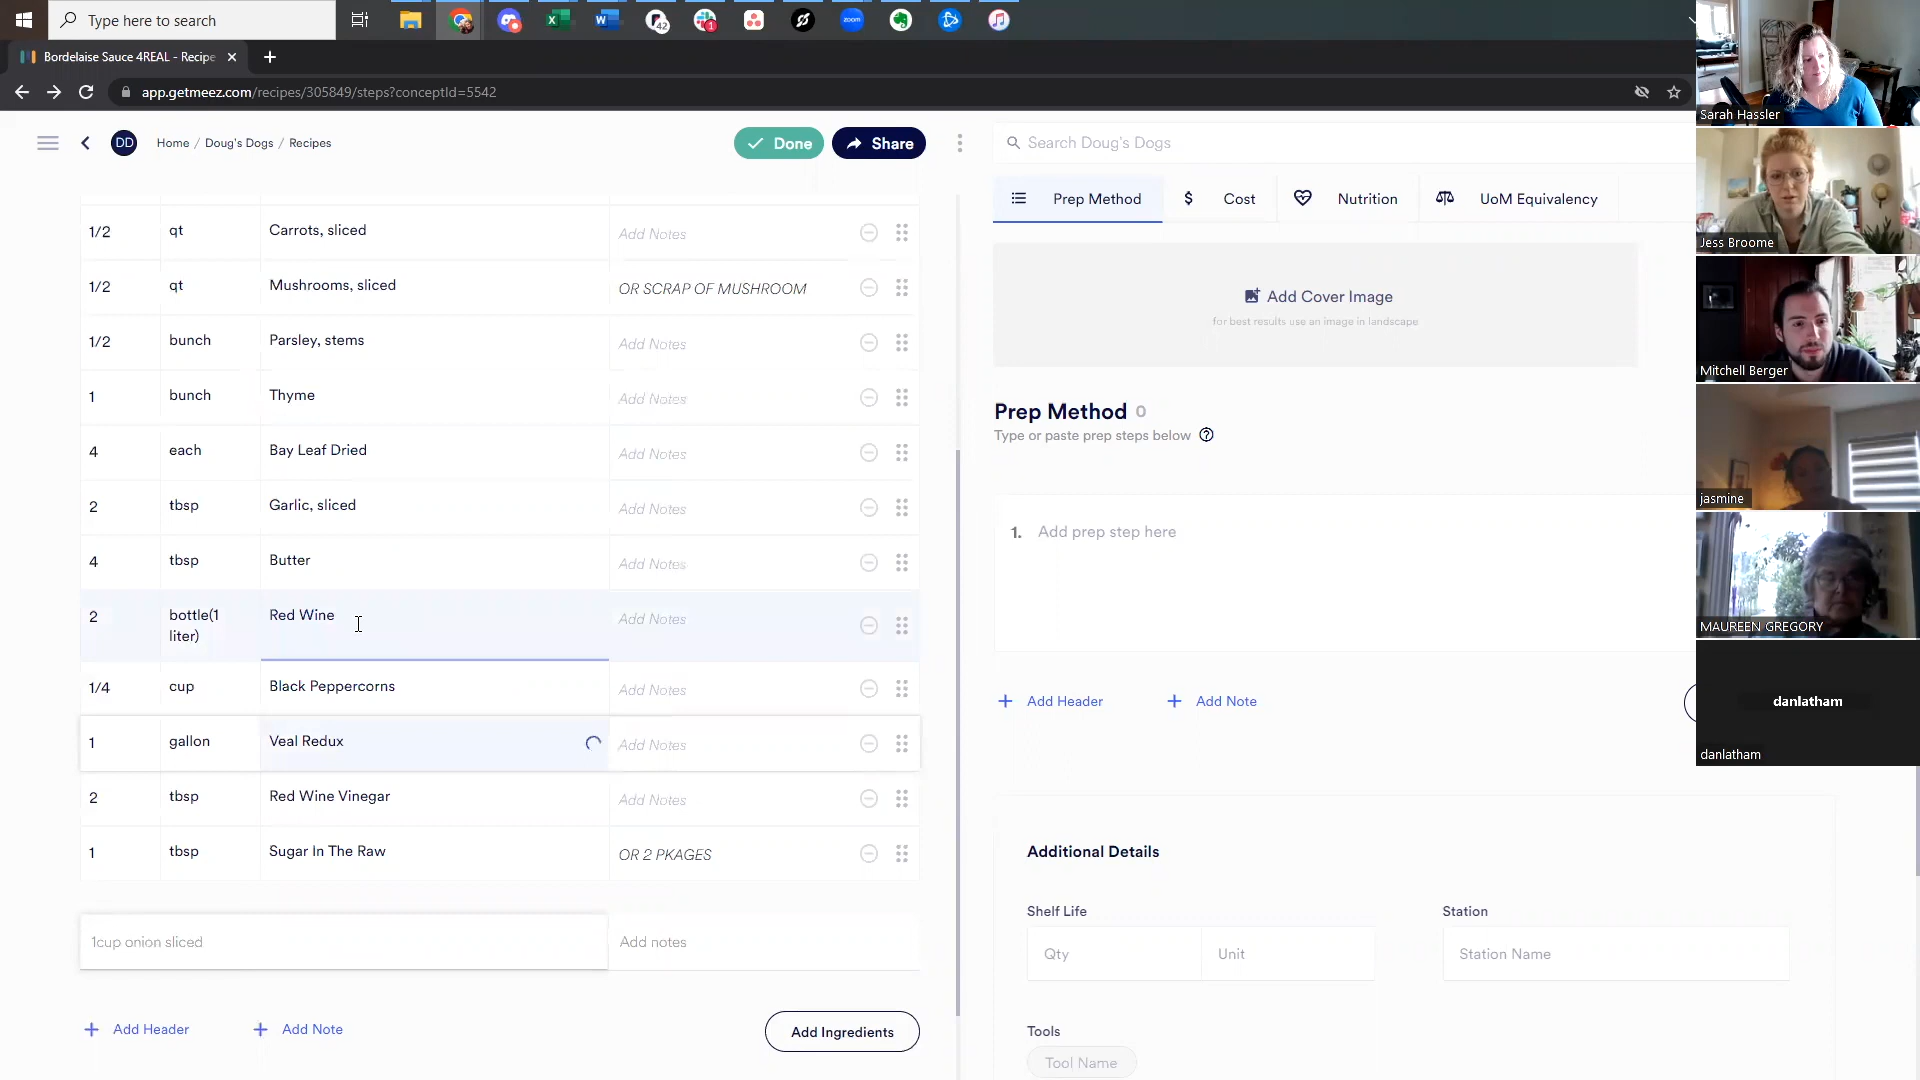 Type here to search
42
1
zoom
Bordelaise Sauce 4REAL - Recipe
app.getmeez.com/recipes/305849/steps?conceptId=5542
DD
Home / Doug's Dogs / Recipes
Done
Share
Search Doug's Dogs
Prep Method
$ Cost
Nutrition
UoM Equivalency
1/2 qt Carrots, sliced Add Notes
1/2 qt Mushrooms, sliced OR SCRAP OF MUSHROOM
1/2 bunch Parsley, stems Add Notes
1 bunch Thyme Add Notes
4 each Bay Leaf Dried Add Notes
2 tbsp Garlic, sliced Add Notes
4 tbsp Butter Add Notes
2 bottle(1 liter) Red Wine Add Notes
1/4 cup Black Peppercorns Add Notes
1 gallon Veal Redux Add Notes
2 tbsp Red Wine Vinegar Add Notes
1 tbsp Sugar In The Raw OR 2 PKAGES
1cup onion sliced Add notes
+ Add Header
+ Add Note
Add Ingredients
Add Cover Image
for best results use an image in landscape
Prep Method 0
Type or paste prep steps below
1. Add prep step here
+ Add Header
+ Add Note
Additional Details
Shelf Life
Station
Qty
Unit
Station Name
Tools
Tool Name
Sarah Hassler
Jess Broome
Mitchell Berger
jasmine
MAUREEN GREGORY
danlatham
danlatham